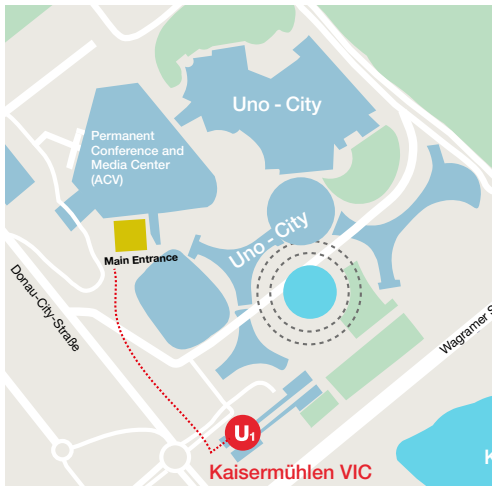 Uno - City
Permanent
Conference and
Media Center
(ACV)
Main Entrance
Uno - City
Donau-City-Straße
Wagramer S
U1
Kaisermühlen VIC
K